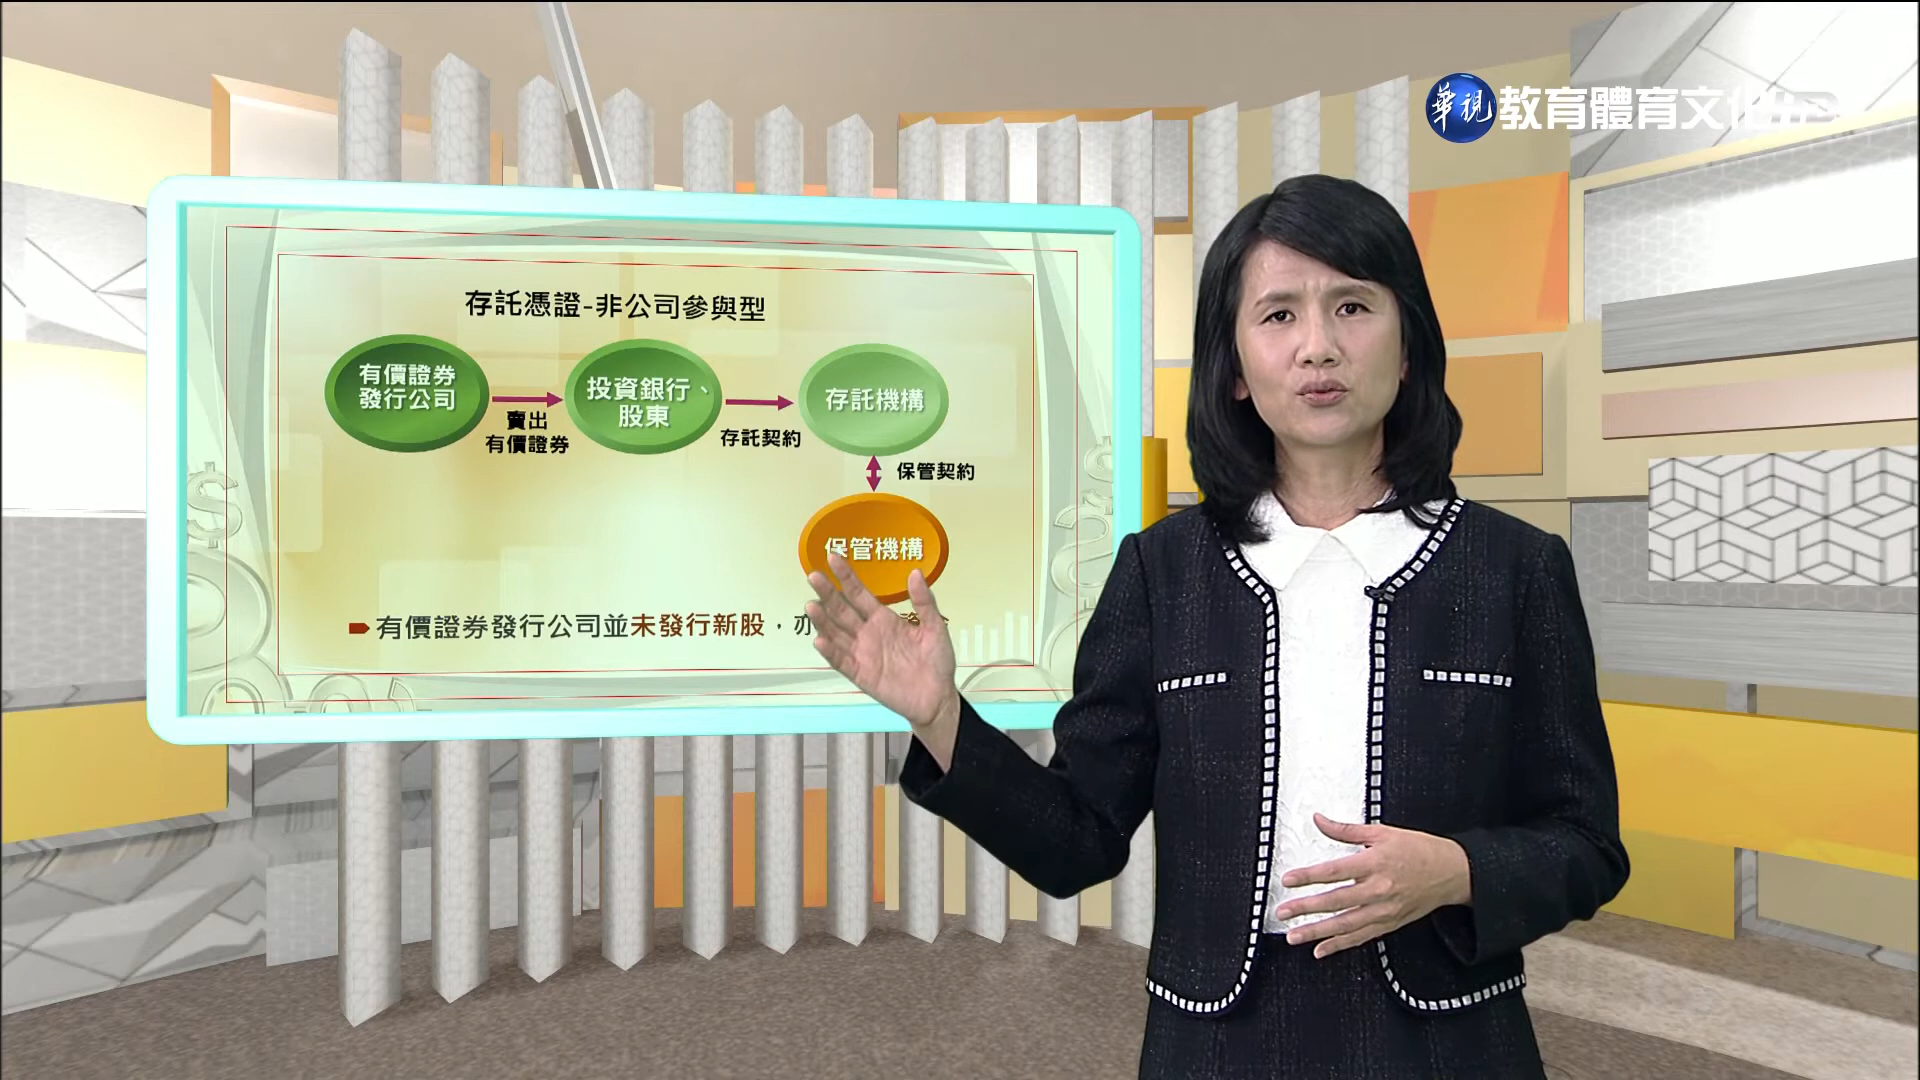 華視教育體育文化
存託憑證-非公司參與型
有價證券
發行公司
賣出
有價證券
投資銀行、
股東
存託契約
存託機構
保管契約
保管機構
有價證券發行公司並未發行新股，亦